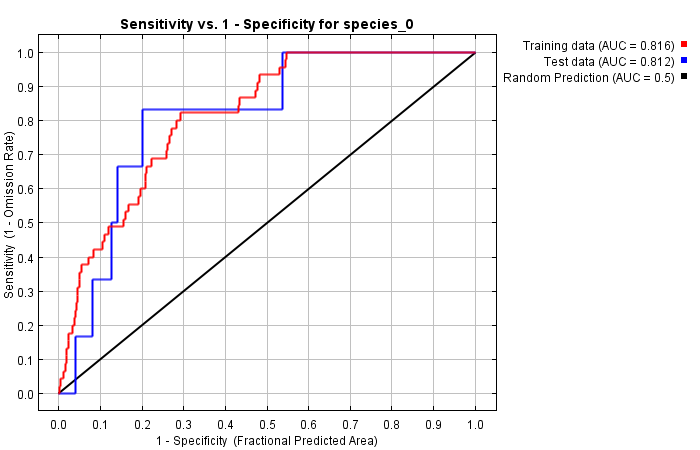 Sensitivity vs. 1 - Specificity for species_0
Training data (AUC = 0.816)
Test data (AUC = 0.812)
Random Prediction (AUC = 0.5)
Sensitivity (1 - Omission Rate)
1.0
0.9
0.8
0.7
0.6
0.5
0.4
0.3
0.2
0.1
0.0
0.0 0.1 0.2 0.3 0.4 0.5 0.6 0.7 0.8 0.9 1.0
1 - Specificity (Fractional Predicted Area)